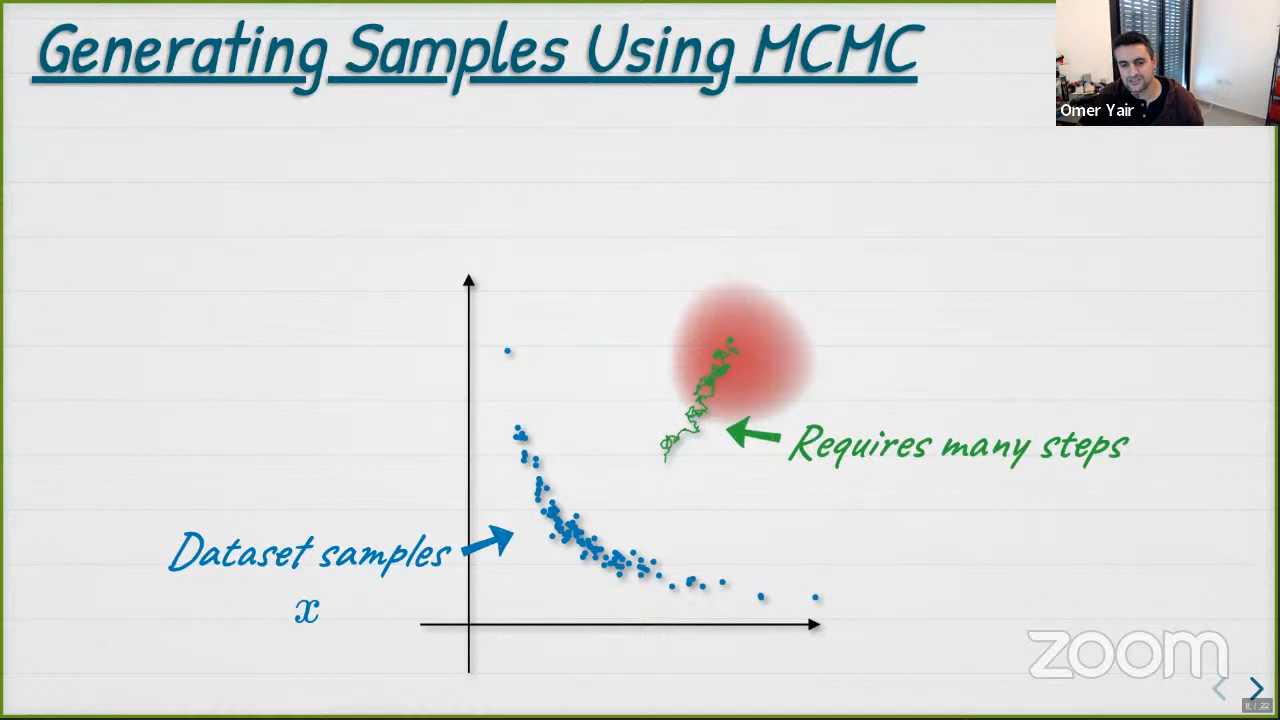 Generating Samples Using MCMC
Omer Yair
Requires many steps
Dataset samples
x
zoom